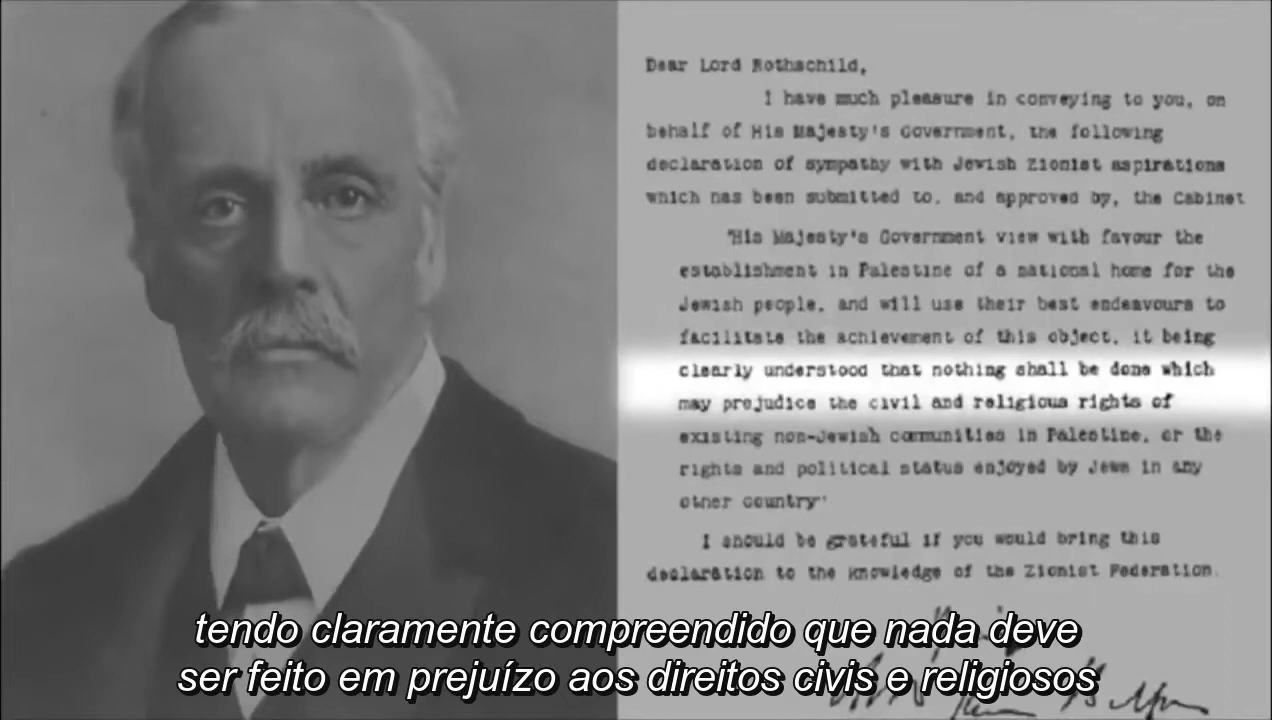 Dear Lord Rothschild,
I have much pleasure in conveying to you, on
behalf of His Majesty's Government, the following
declaration of sympathy with Jewish Zionist aspirations
which has been submitted to, and approved by, the Cabinet
"His Majesty's Government view with favour the
establishment in Palestine of a national home for the
Jewish people, and will use their best endeavours to
facilitate the achievement of this object, it being
clearly understood that nothing shall be done which
may prejudice the civil and religious rights of
existing non-Jewish communities in Palestine, or the
rights and political status enjoyed by Jews in any
other country"
I should be grateful if you would bring this
declaration to the knowledge of the Zionist Federation.
tendo claramente compreendido que nada deve
ser feito em prejuízo aos direitos civis e religiosos